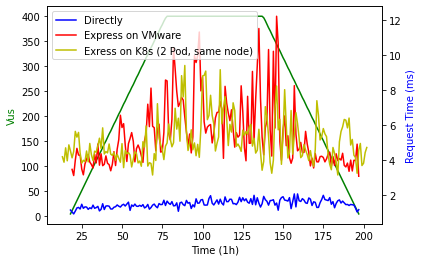 Directly
Express on VMware
Exress on K8s (2 Pod, same node)
400
350
300
250
200
150
100
50
0
Vus
12
10
8
6
4
2
Request Time (ms)
25 50 75 100 125 150 175 200
Time (1h)